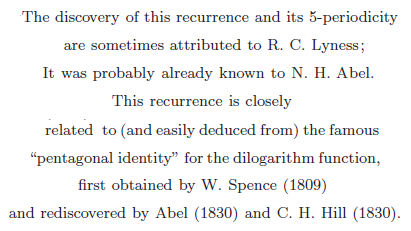 The discovery of this recurrence and its 5-periodicity
are sometimes attributed to R. C. Lyness;
It was probably already known to N. H. Abel.
This recurrence is closely
related to (and easily deduced from) the famous
“pentagonal identity” for the dilogarithm function,
first obtained by W. Spence (1809)
and rediscovered by Abel (1830) and C. H. Hill (1830).